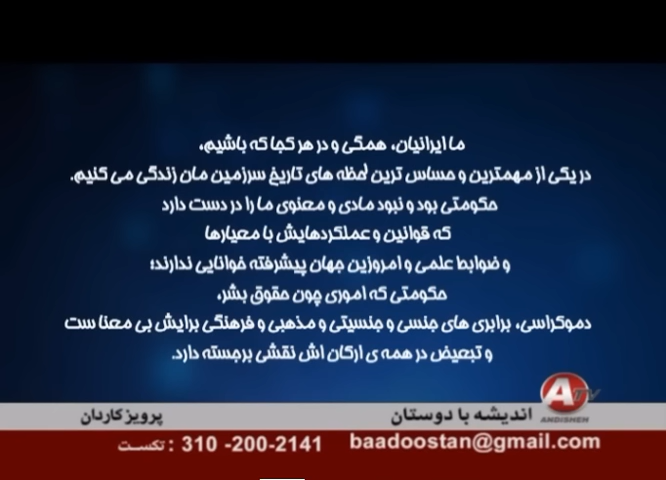 ما ایرانیان، همگی و در هر کجا که باشیم،
در یکی از مهمترین و حساس ترین لحظه های تاریخ سرزمین مان زندگی می کنیم.
حکومتی بود و نبود مادی و معنوی ما را در دست دارد
که قوانین و عملکردهایش با معیارها
و ضوابط علمی و امروزین جهان پیشرفته خوانایی ندارند؛
حکومتی که اموری چون حقوق بشر،
دموکراسی، برابری های جنسی و جنسیتی و مذهبی و فرهنگی برایش بی معنا ست
و تبعیض در همه ی ارکان اش نقشی برجسته دارد.
A TV
ANDISHEH
اندیشه با دوستان
پرویز کاردان
baadoostan@gmail.com
تکست : 310 -200-2141